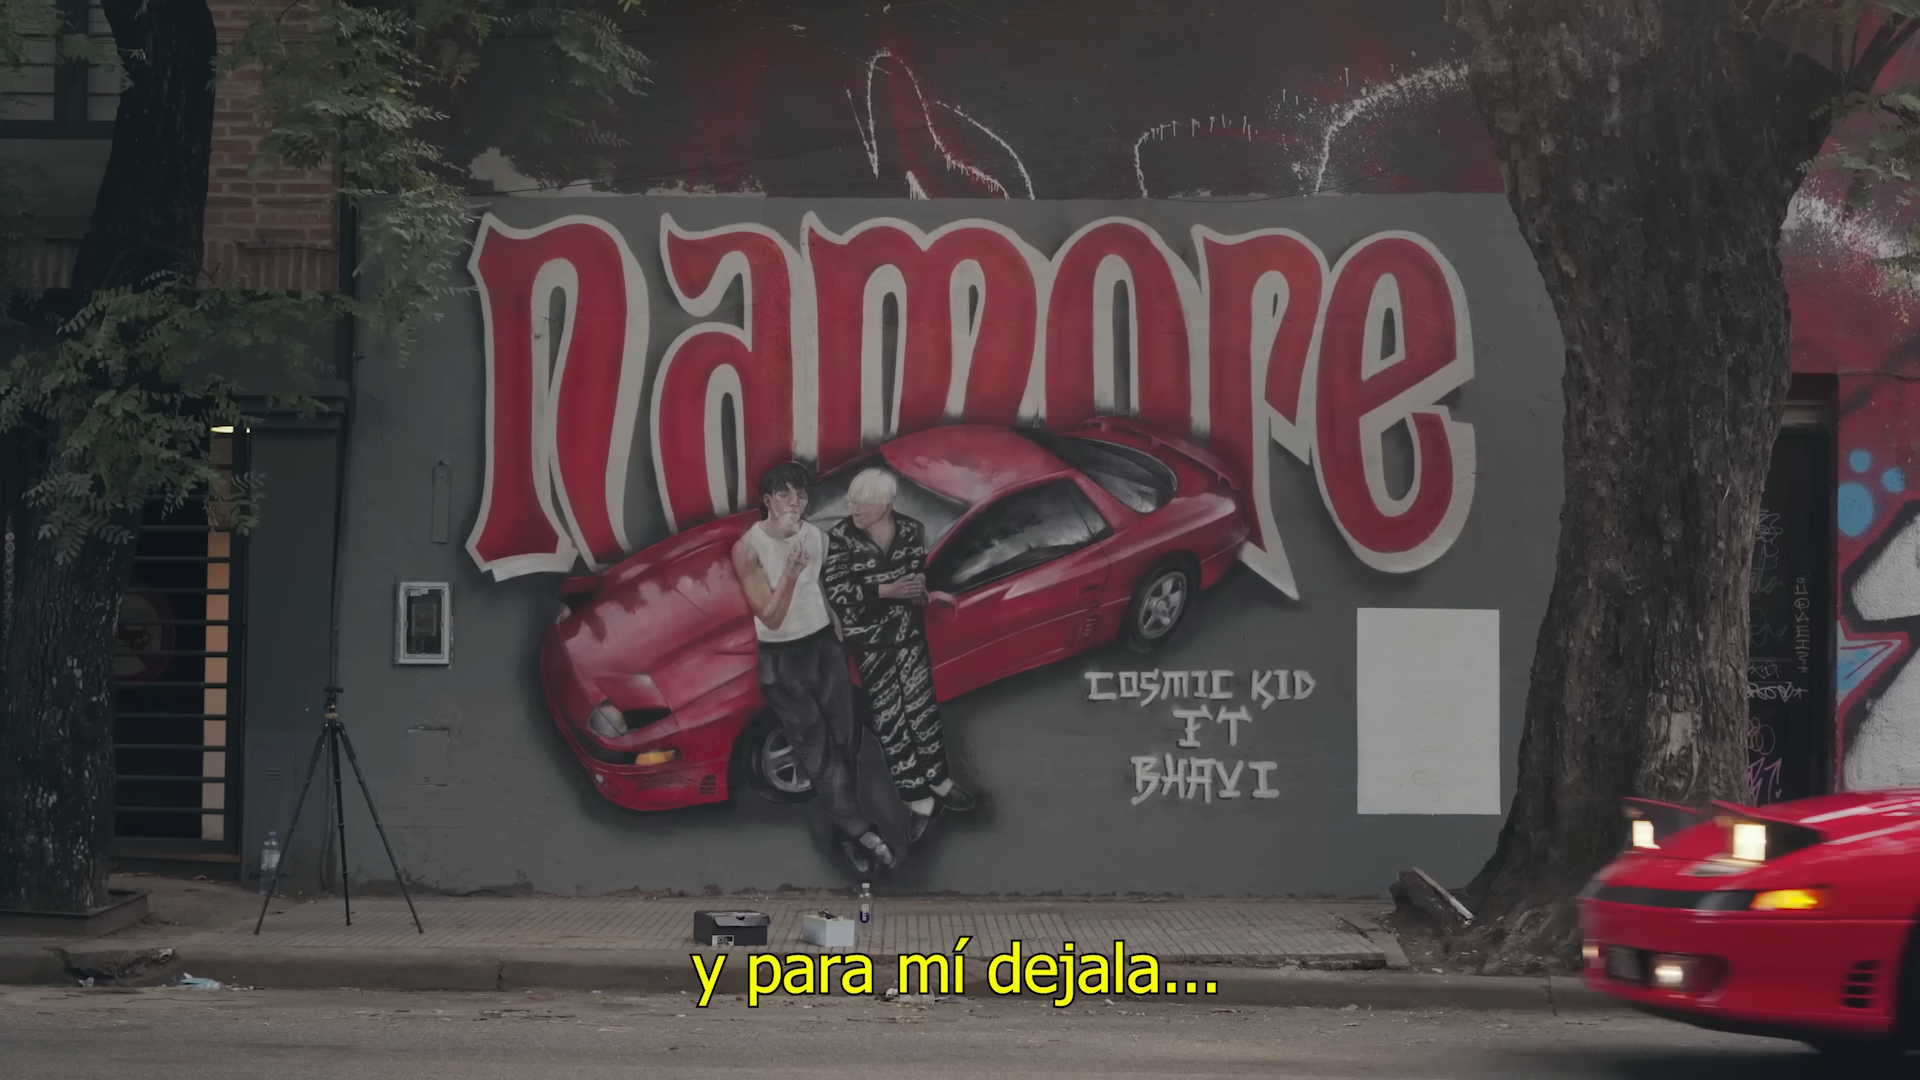 namore
COSMIC KID
FT
BHAVI
y para mí dejala...